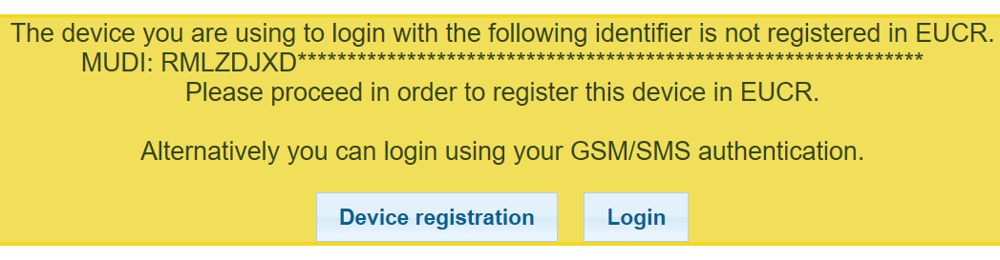 The device you are using to login with the following identifier is not registered in EUCR.
MUDI: RMLZDJXD***************************************************************
Please proceed in order to register this device in EUCR.
Alternatively you can login using your GSM/SMS authentication.
Device registration
Login